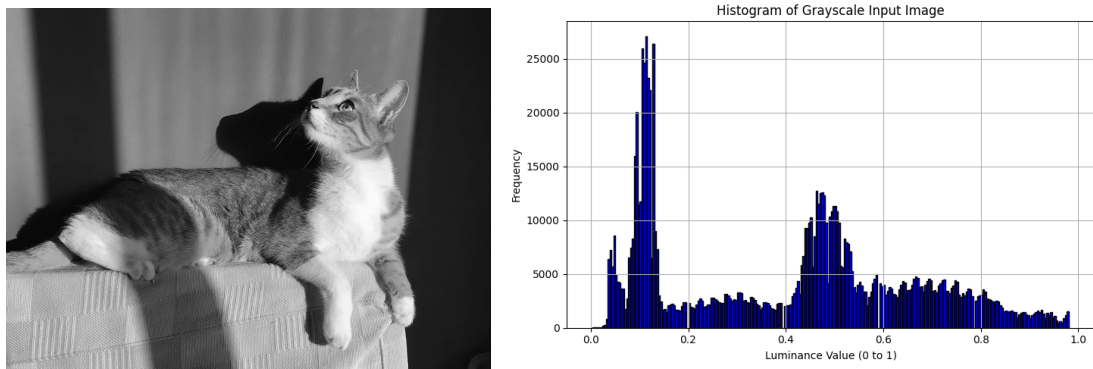 Histogram of Grayscale Input Image
Frequency
25000
20000
15000
10000
5000
0
0.0 0.2 0.4 0.6 0.8 1.0
Luminance Value (0 to 1)